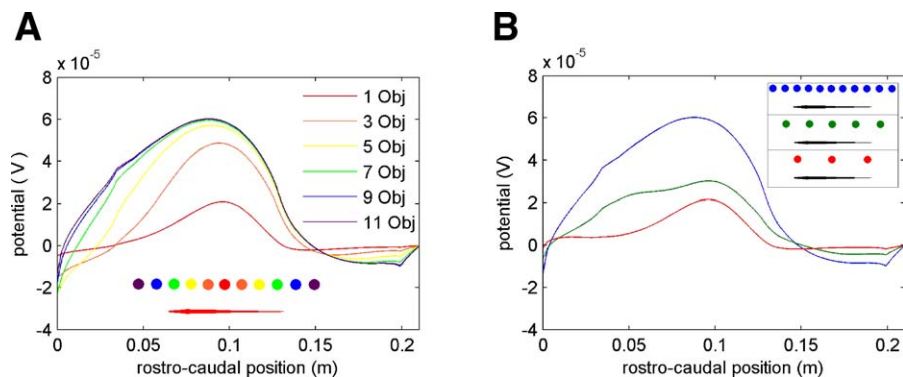 A
x 10⁻⁵
8
6
4
2
0
-2
-4
potential ( V)
1 Obj
3 Obj
5 Obj
7 Obj
9 Obj
11 Obj
0
0.05
0.1
0.15
0.2
rostro-caudal position (m)
B
x 10⁻⁵
8
6
4
2
0
-2
-4
potential (V)
0
0.05
0.1
0.15
0.2
rostro-caudal position (m)